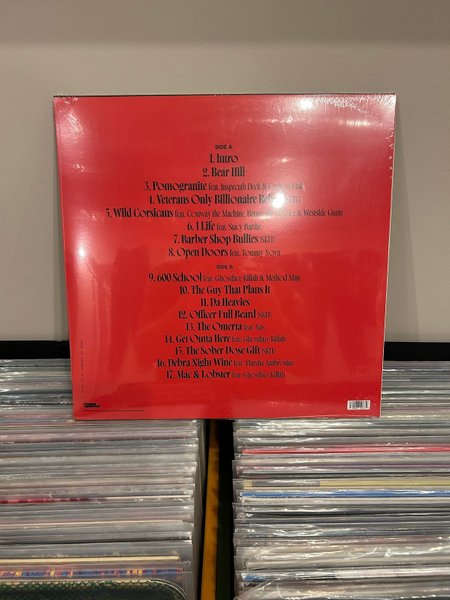 SIDE A
1. Intro
2. Bear Hill
3. Pomogranite feat. Inspectah Deck &
4. Veterans Only Billionaire
5. Wild Corsicans feat. Conway the Machine, & Westside Gunn
6. 1 Life feat. Stacy Barthe
7. Barber Shop Bullies (SKIT)
8. Open Doors feat. Tommy Nova
SIDE B
9. 600 School feat. Ghostface Killah & Method Man
10. The Guy That Plans It
11. Da Heavies
12. Officer Full Beard (SKIT)
13. The Omerta feat. Nas
14. Get Outta Here feat. Ghostface Killah
15. The Sober Dose Gift (SKIT)
16. Debra Night Wine feat. Marsha Ambrosius
17. Mac & Lobster feat. Ghostface Killah